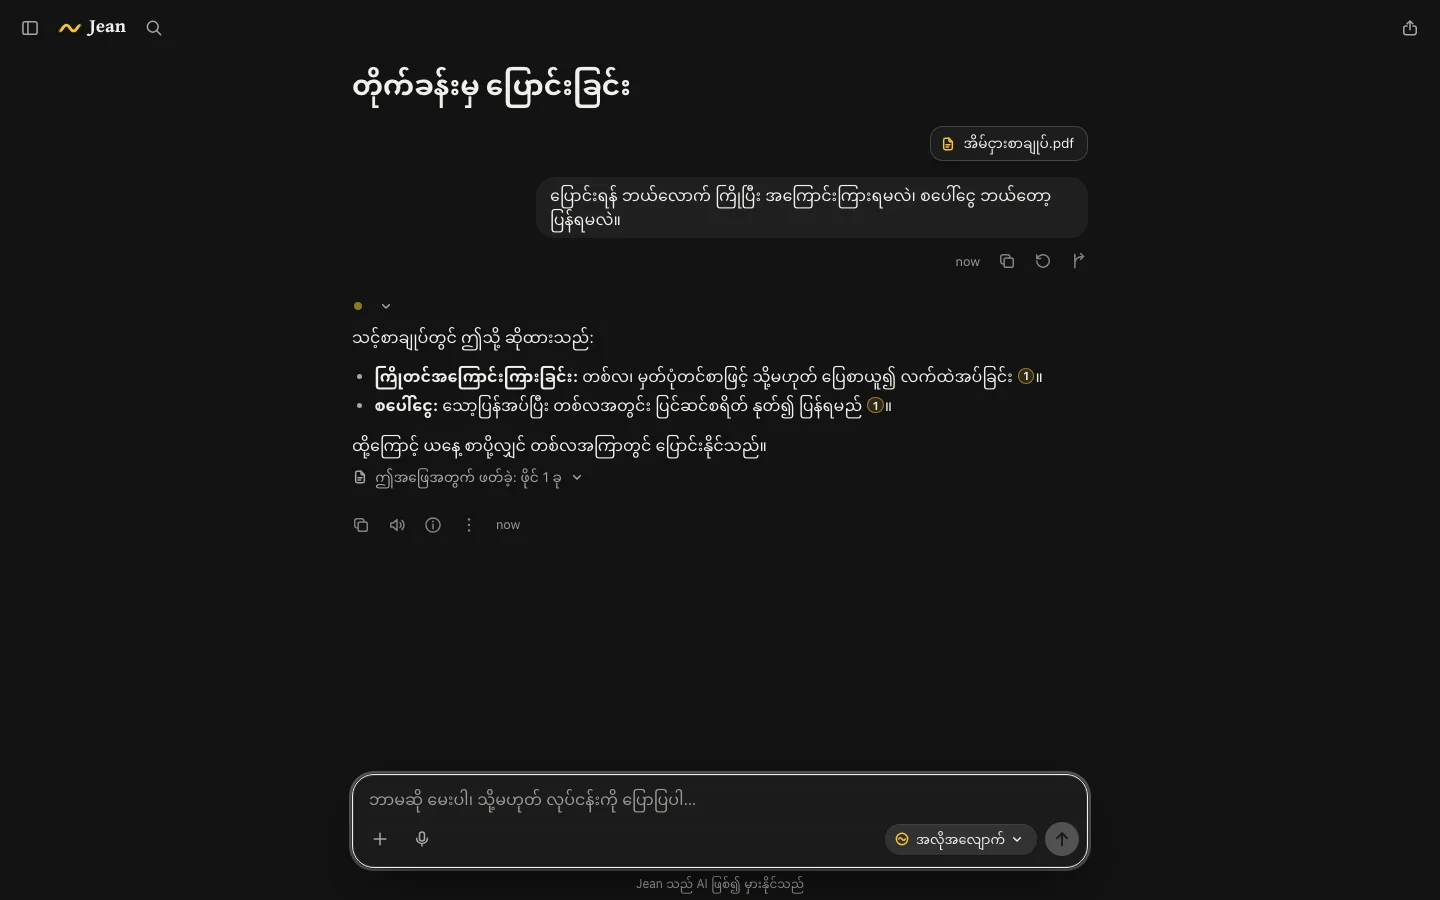 Jean
တိုက်ခန်းမှ ပြောင်းခြင်း
အိမ်ငှားစာချုပ်.pdf
ပြောင်းရန် ဘယ်လောက် ကြိုပြီး အကြောင်းကြားရမလဲ၊ စပေါ်ငွေ ဘယ်တော့
ပြန်ရမလဲ။
now
သင့်စာချုပ်တွင် ဤသို့ ဆိုထားသည်:
• ကြိုတင်အကြောင်းကြားခြင်း: တစ်လ၊ မှတ်ပုံတင်စာဖြင့် သို့မဟုတ် ပြေစာယူ၍ လက်ထဲအပ်ခြင်း 1။
• စပေါ်ငွေ: သော့ပြန်အပ်ပြီး တစ်လအတွင်း ပြင်ဆင်စရိတ် နုတ်၍ ပြန်ရမည် 1။
ထို့ကြောင့် ယနေ့ စာပို့လျှင် တစ်လအကြာတွင် ပြောင်းနိုင်သည်။
ဤအဖြေအတွက် ဖတ်ခဲ့: ဖိုင် 1 ခု
now
ဘာမဆို မေးပါ၊ သို့မဟုတ် လုပ်ငန်းကို ပြောပြပါ...
အလိုအလျောက်
Jean သည် AI ဖြစ်၍ မှားနိုင်သည်